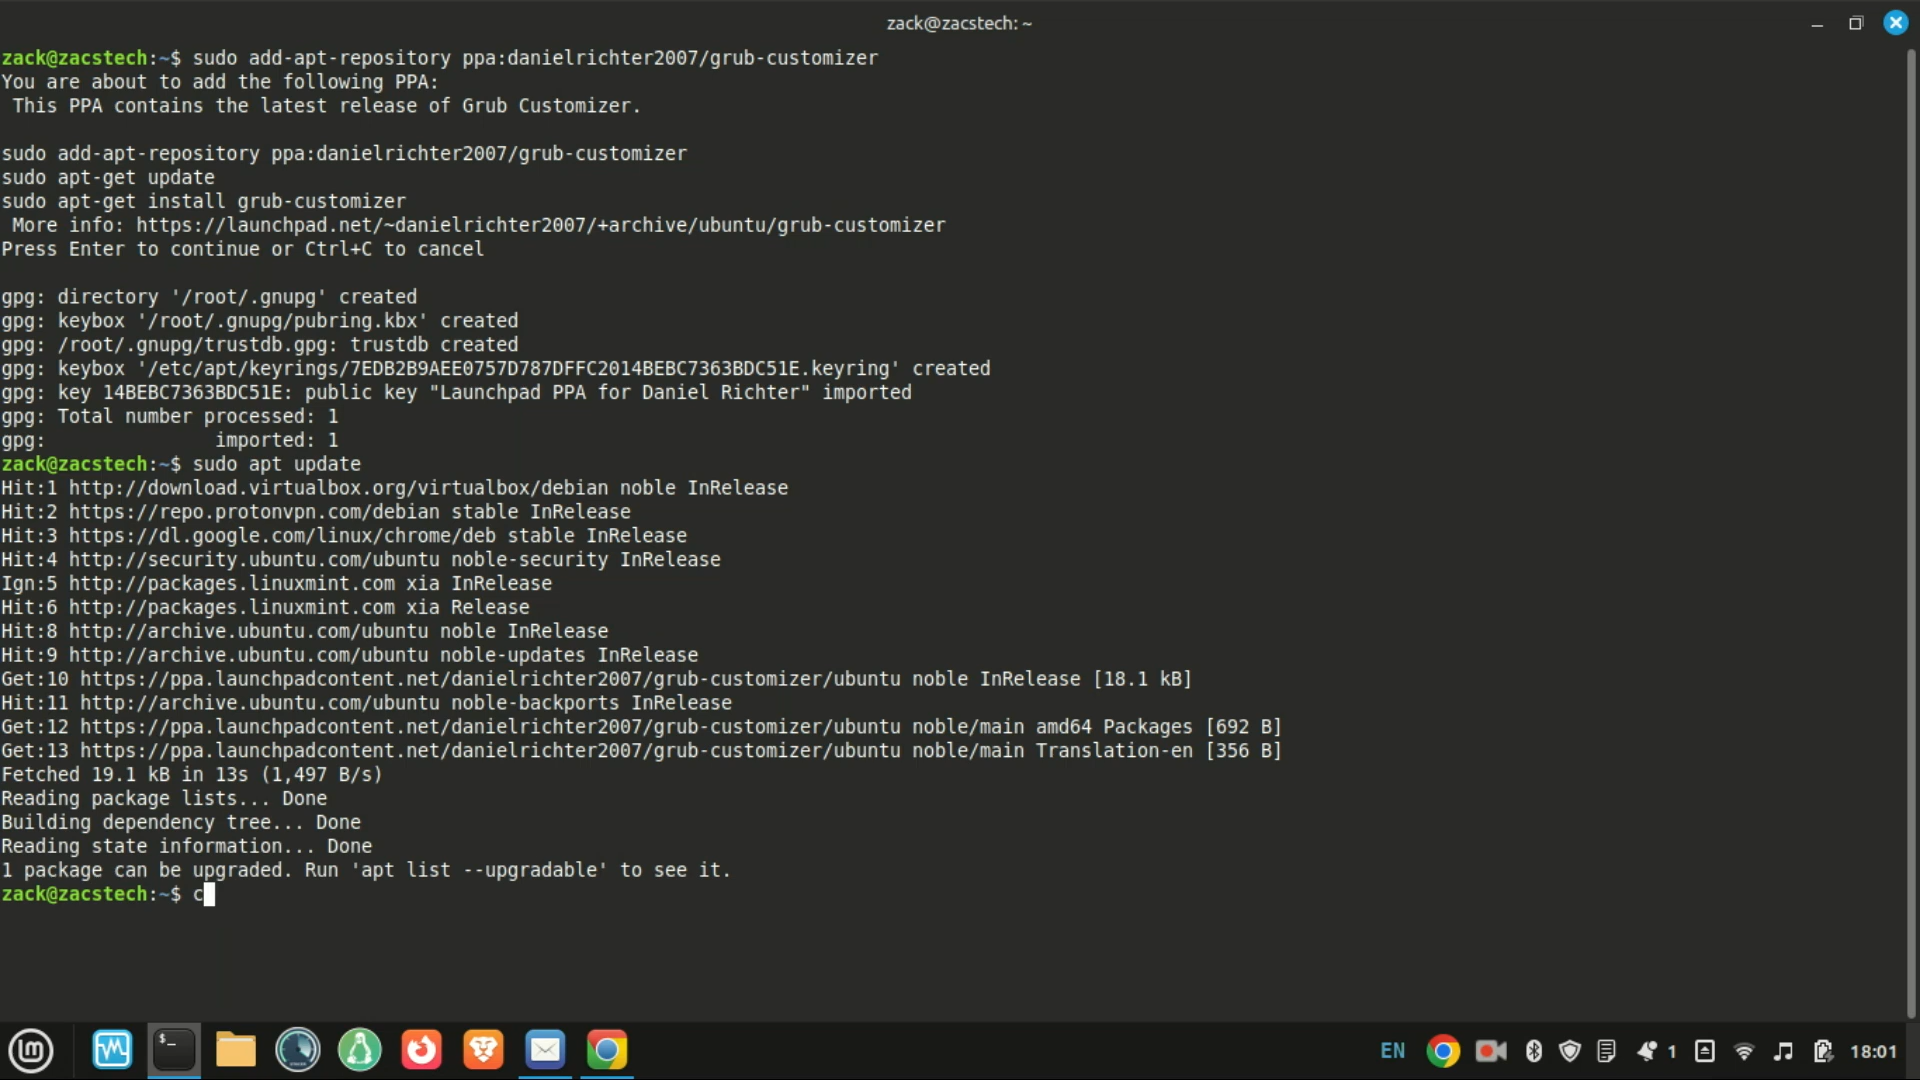 zack@zacstech: ~
zack@zacstech:~$ sudo add-apt-repository ppa:danielrichter2007/grub-customizer
You are about to add the following PPA:
 This PPA contains the latest release of Grub Customizer.
sudo add-apt-repository ppa:danielrichter2007/grub-customizer
sudo apt-get update
sudo apt-get install grub-customizer
 More info: https://launchpad.net/~danielrichter2007/+archive/ubuntu/grub-customizer
Press Enter to continue or Ctrl+C to cancel
gpg: directory '/root/.gnupg' created
gpg: keybox '/root/.gnupg/pubring.kbx' created
gpg: /root/.gnupg/trustdb.gpg: trustdb created
gpg: keybox '/etc/apt/keyrings/7EDB2B9AEE0757D787DFFC2014BEBC7363BDC51E.keyring' created
gpg: key 14BEBC7363BDC51E: public key "Launchpad PPA for Daniel Richter" imported
gpg: Total number processed: 1
gpg:               imported: 1
zack@zacstech:~$ sudo apt update
Hit:1 http://download.virtualbox.org/virtualbox/debian noble InRelease
Hit:2 https://repo.protonvpn.com/debian stable InRelease
Hit:3 https://dl.google.com/linux/chrome/deb stable InRelease
Hit:4 http://security.ubuntu.com/ubuntu noble-security InRelease
Ign:5 http://packages.linuxmint.com xia InRelease
Hit:6 http://packages.linuxmint.com xia Release
Hit:8 http://archive.ubuntu.com/ubuntu noble InRelease
Hit:9 http://archive.ubuntu.com/ubuntu noble-updates InRelease
Get:10 https://ppa.launchpadcontent.net/danielrichter2007/grub-customizer/ubuntu noble InRelease [18.1 kB]
Hit:11 http://archive.ubuntu.com/ubuntu noble-backports InRelease
Get:12 https://ppa.launchpadcontent.net/danielrichter2007/grub-customizer/ubuntu noble/main amd64 Packages [692 B]
Get:13 https://ppa.launchpadcontent.net/danielrichter2007/grub-customizer/ubuntu noble/main Translation-en [356 B]
Fetched 19.1 kB in 13s (1,497 B/s)
Reading package lists... Done
Building dependency tree... Done
Reading state information... Done
1 package can be upgraded. Run 'apt list --upgradable' to see it.
zack@zacstech:~$ c
EN 1 18:01